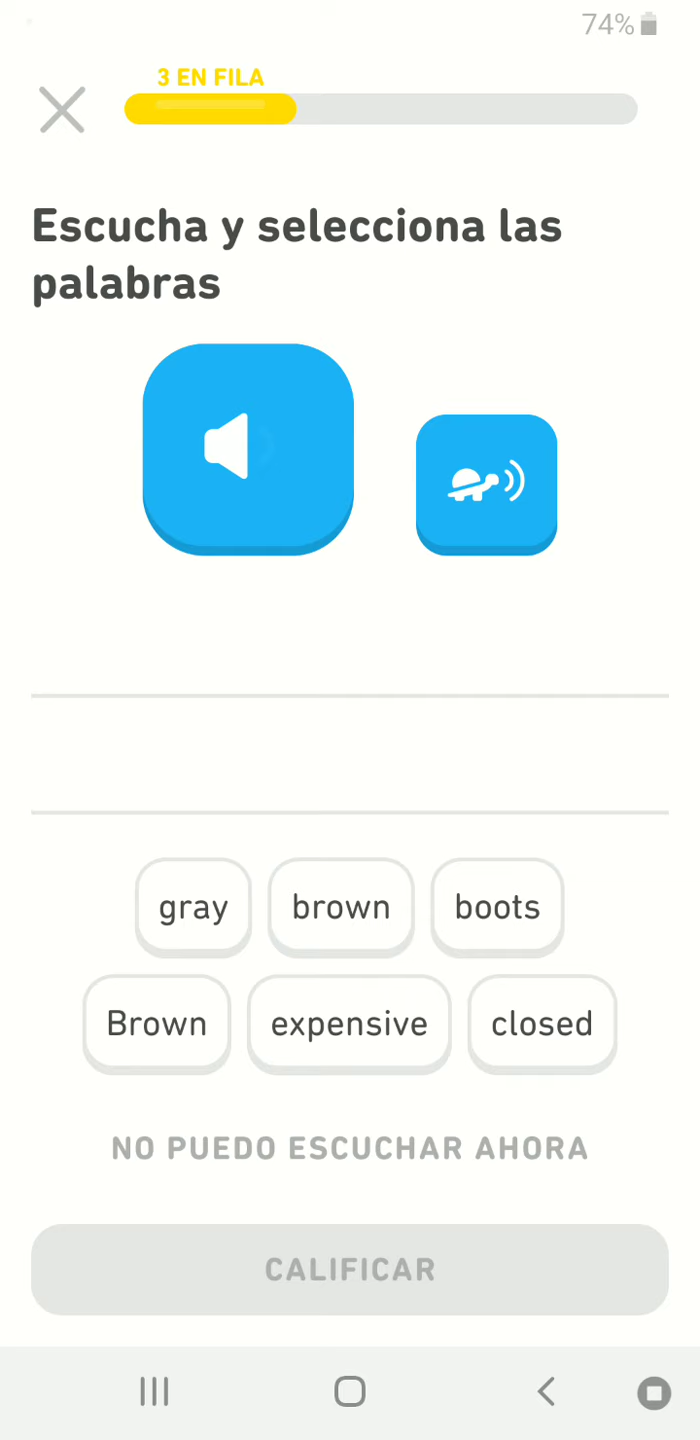 74%
3 EN FILA
Escucha y selecciona las
palabras
gray brown boots
Brown expensive closed
NO PUEDO ESCUCHAR AHORA
CALIFICAR